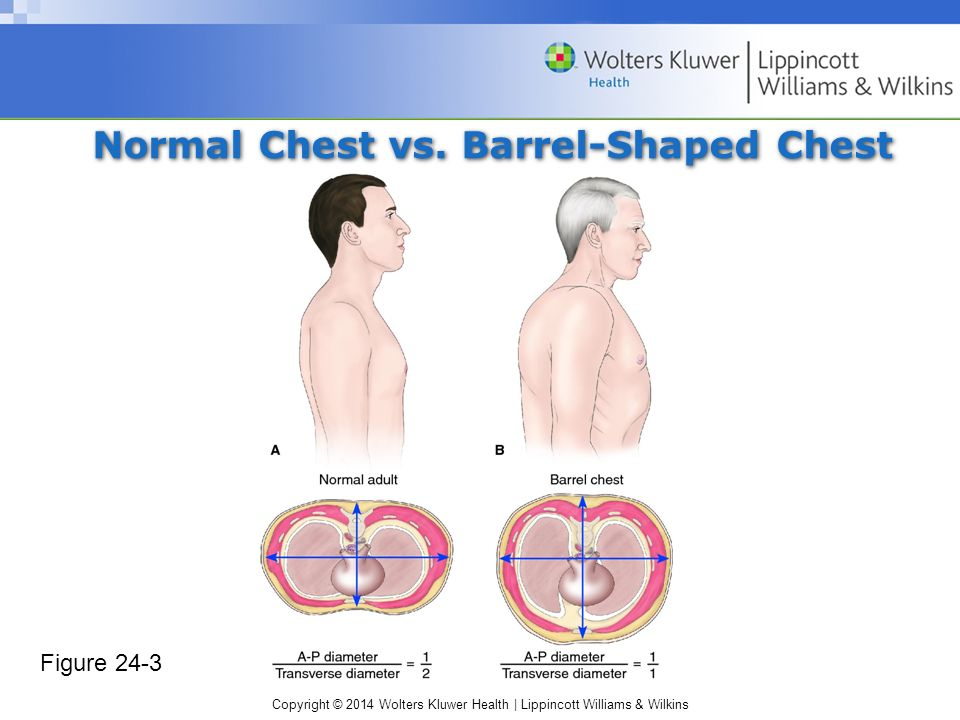 Wolters Kluwer
Health
Lippincott
Williams & Wilkins
Normal Chest vs. Barrel-Shaped Chest
A
B
Normal adult
Barrel chest
A-P diameter
Transverse diameter
= 1
2
A-P diameter
Transverse diameter
= 1
1
Figure 24-3
Copyright © 2014 Wolters Kluwer Health | Lippincott Williams & Wilkins